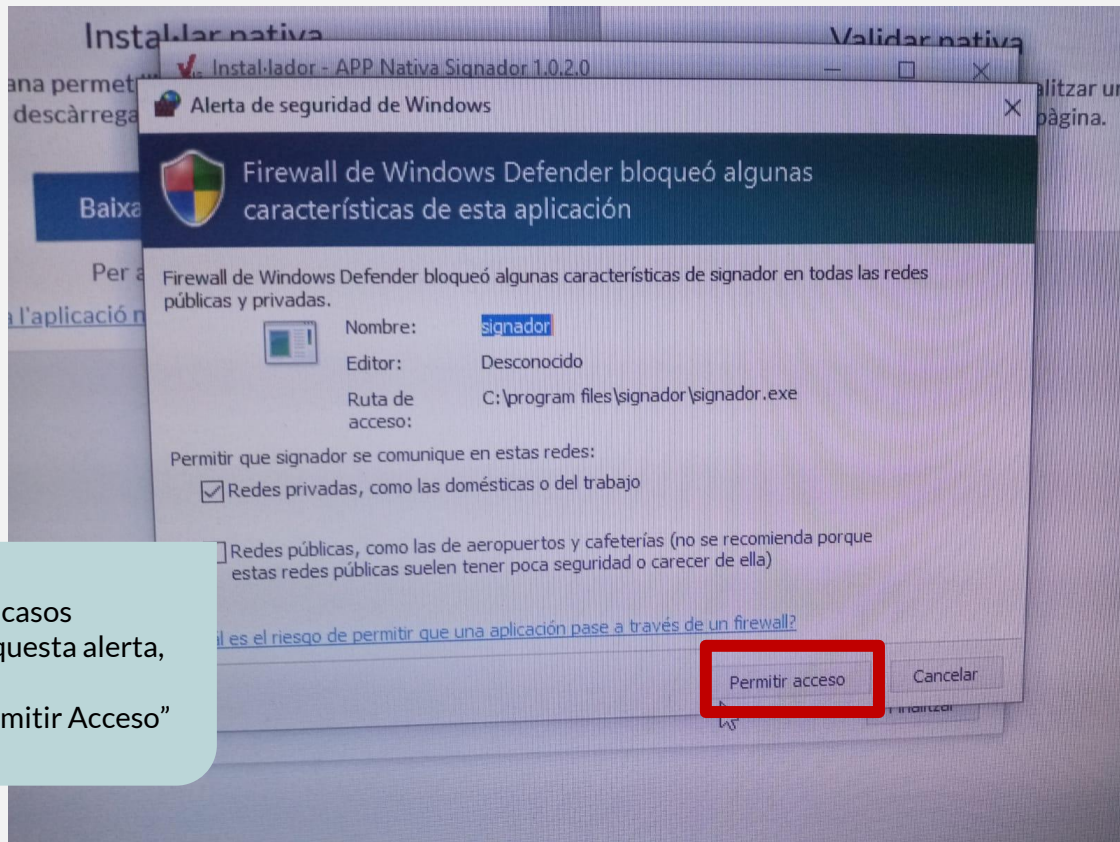 Instal·lar nativa
Validar nativa
Instal·lador - APP Nativa Signador 1.0.2.0
ana permet
alitzar un
descàrrega
pàgina.
Alerta de seguridad de Windows
Firewall de Windows Defender bloqueó algunas
características de esta aplicación
Baixa
Per a
a l'aplicació n
Firewall de Windows Defender bloqueó algunas características de signador en todas las redes
públicas y privadas.
Nombre: signador
Editor: Desconocido
Ruta de acceso: C:\program files\signador\signador.exe
Permitir que signador se comunique en estas redes:
Redes privadas, como las domésticas o del trabajo
Redes públicas, como las de aeropuertos y cafeterías (no se recomienda porque
estas redes públicas suelen tener poca seguridad o carecer de ella)
l es el riesgo de permitir que una aplicación pase a través de un firewall?
Permitir acceso
Cancelar
Finalitzar
casos
questa alerta,
mitir Acceso”